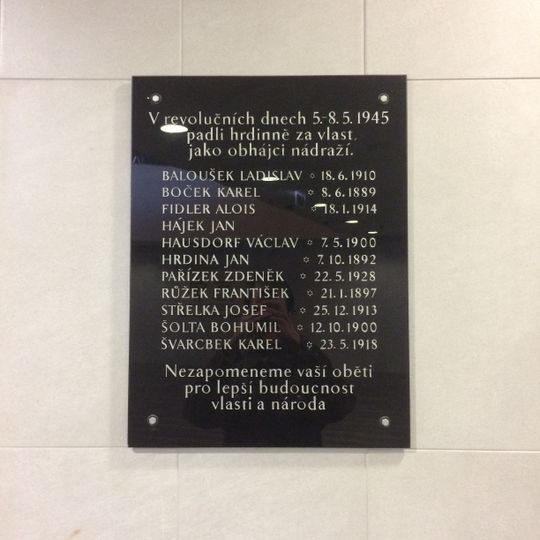 V revolučních dnech 5.-8.5.1945
padli hrdinně za vlast,
jako obhájci nádraží.
BALOUŠEK LADISLAV ✡ 18.6.1910
BOČEK KAREL ✡ 8.6.1889
FIDLER ALOIS ✡ 18.1.1914
HÁJEK JAN
HAUSDORF VÁCLAV ✡ 7.5.1900
HRDINA JAN ✡ 7.10.1892
PAŘÍZEK ZDENĚK ✡ 22.5.1928
RŮŽEK FRANTIŠEK ✡ 21.1.1897
STŘELKA JOSEF ✡ 25.12.1913
ŠOLTA BOHUMIL ✡ 12.10.1900
ŠVARCBEK KAREL ✡ 23.5.1918
Nezapomeneme vaší oběti
pro lepší budoucnost
vlasti a národa